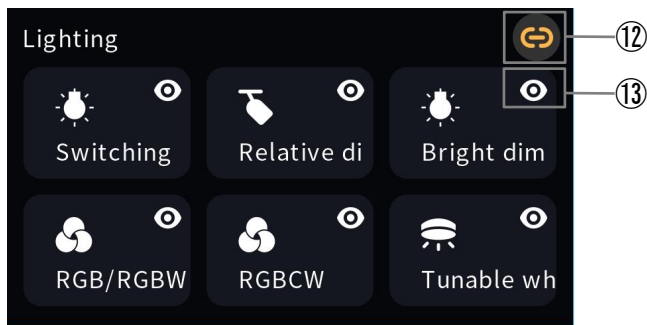 Lighting
⑫
⑬
Switching
Relative di
Bright dim
RGB/RGBW
RGBCW
Tunable wh